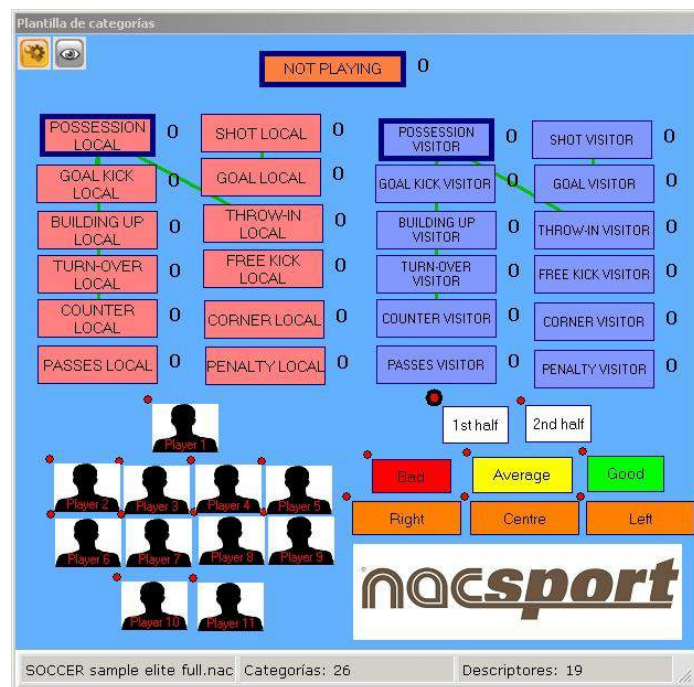 Plantilla de categorías
NOT PLAYING 0
POSSESSION LOCAL 0
SHOT LOCAL 0
POSSESSION VISITOR 0
SHOT VISITOR 0
GOAL KICK LOCAL 0
GOAL LOCAL 0
GOAL KICK VISITOR 0
GOAL VISITOR 0
BUILDING UP LOCAL 0
THROW-IN LOCAL 0
BUILDING UP VISITOR 0
THROW-IN VISITOR 0
TURN-OVER LOCAL 0
FREE KICK LOCAL 0
TURN-OVER VISITOR 0
FREE KICK VISITOR 0
COUNTER LOCAL 0
CORNER LOCAL 0
COUNTER VISITOR 0
CORNER VISITOR 0
PASSES LOCAL 0
PENALTY LOCAL 0
PASSES VISITOR 0
PENALTY VISITOR 0
Player 1
1st half
2nd half
Player 2
Player 3
Player 4
Player 5
Bad
Average
Good
Player 6
Player 7
Player 8
Player 9
Right
Centre
Left
Player 10
Player 11
nacsport
SOCCER sample elite full.nac
Categorías: 26
Descriptores: 19